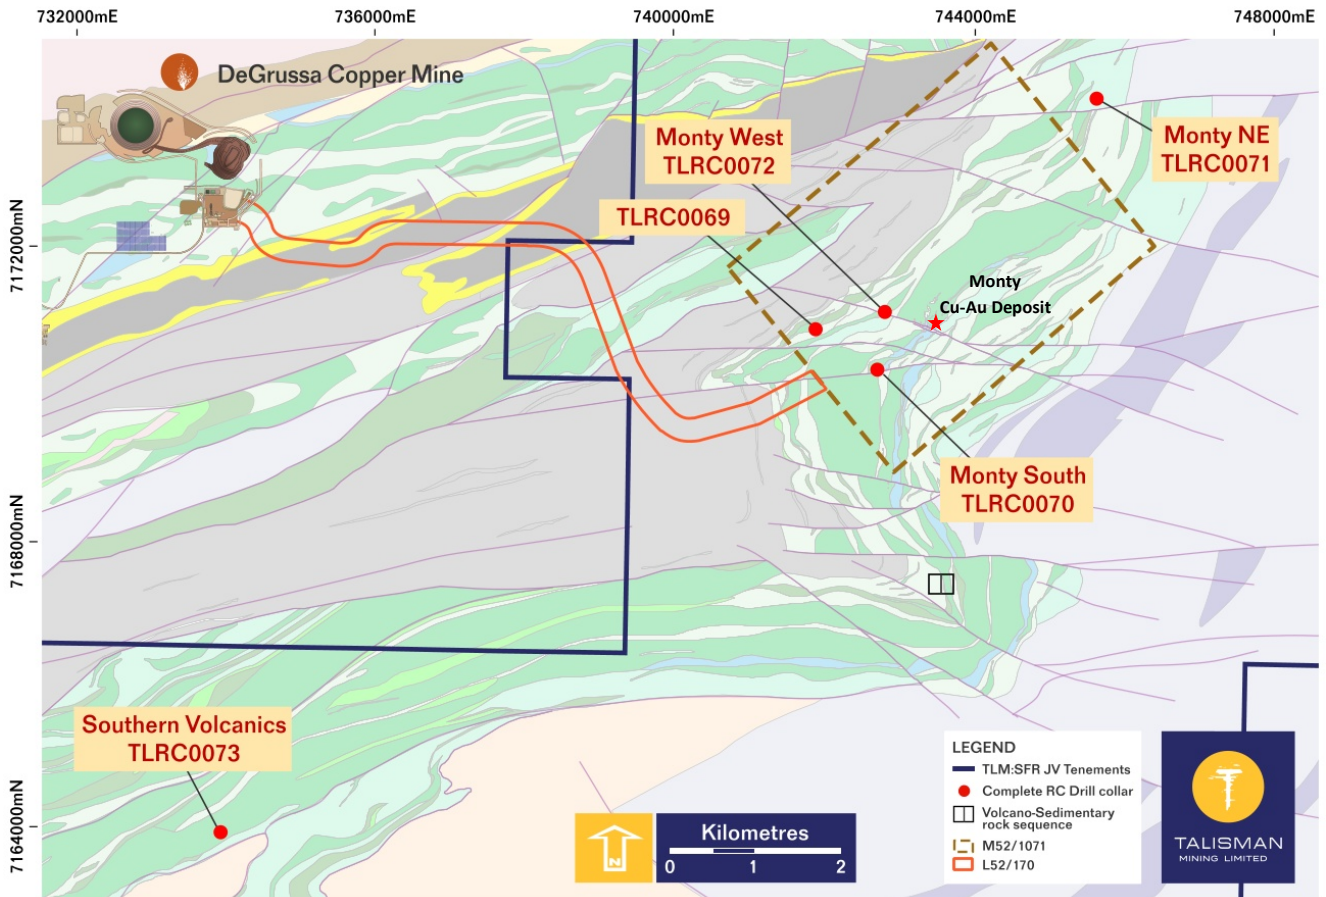 732000mE
736000mE
740000mE
744000mE
748000mE
DeGrussa Copper Mine
Monty West
TLRC0072
Monty NE
TLRC0071
TLRC0069
7172000mN
Monty
Cu-Au Deposit
Monty South
TLRC0070
7168000mN
Southern Volcanics
TLRC0073
7164000mN
N
Kilometres
0 1 2
LEGEND
TLM:SFR JV Tenements
Complete RC Drill collar
Volcano-Sedimentary
rock sequence
M52/1071
L52/170
TALISMAN
MINING LIMITED